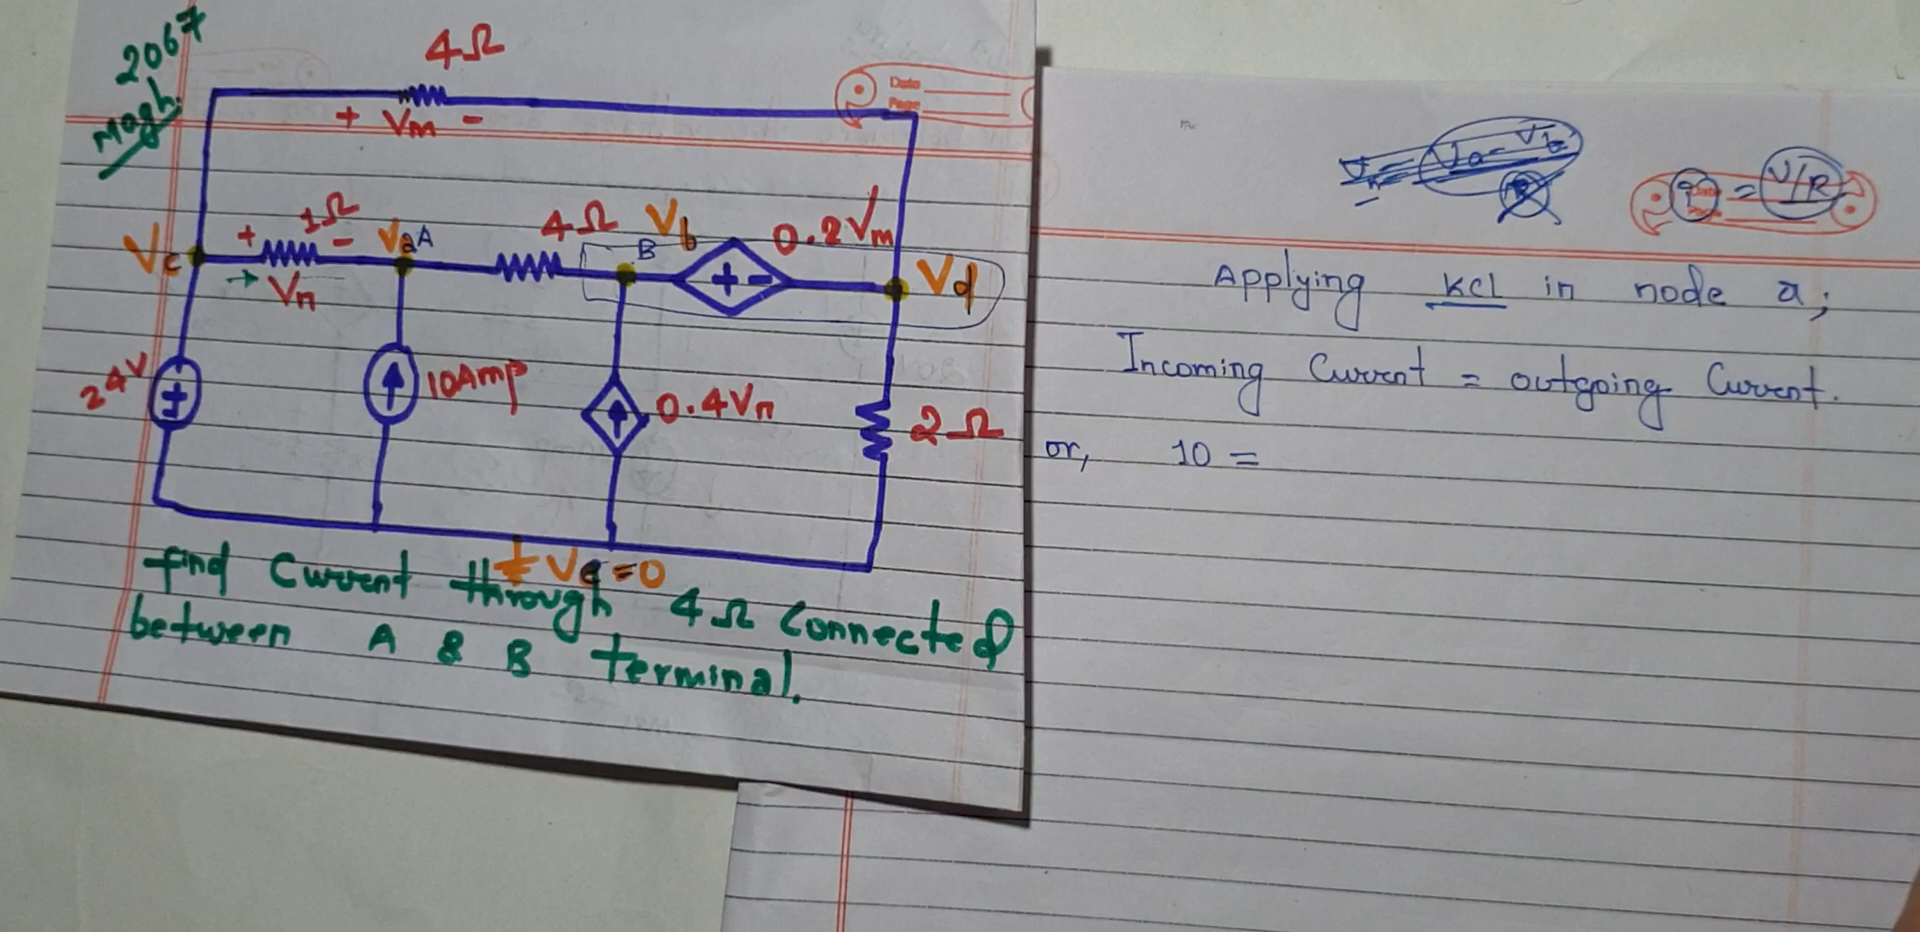 2067
Magh
4Ω
+ Vm -
Date
Page
1Ω
+ -
Vc
Vn
Va A
4Ω
B
Vb
0.2Vm
+ -
Vd
24V
10Amp
0.4Vn
2Ω
Ve=0
find Current through 4Ω Connected
between A & B terminal.
= V/R
Applying KCl in node a;
Incoming Current = outgoing Current.
or, 10 =